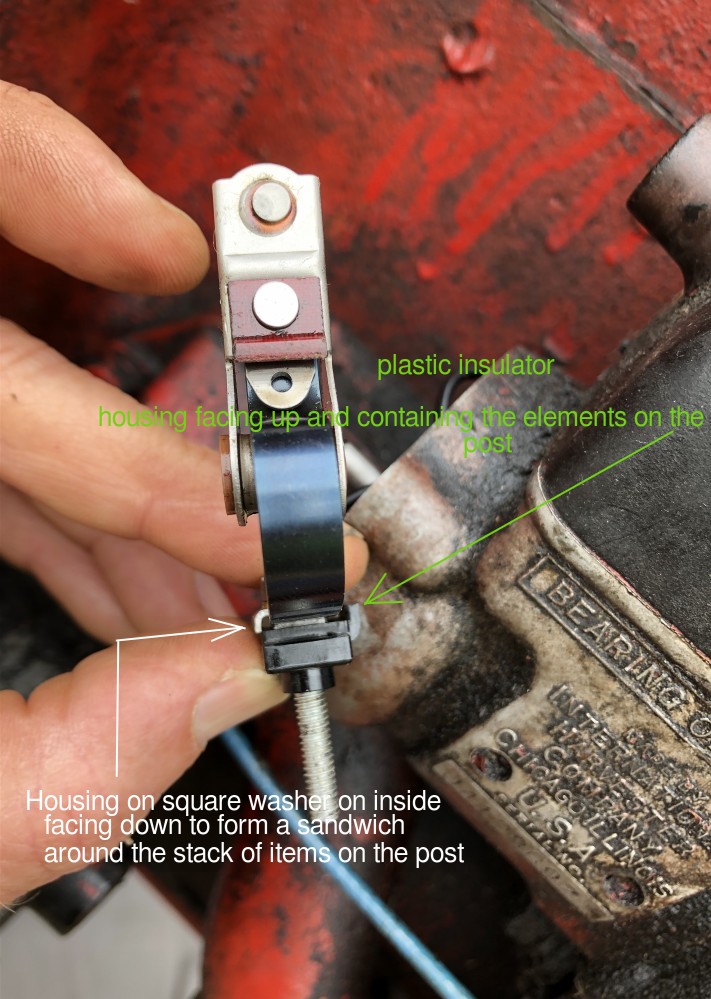 plastic insulator
housing facing up and containing the elements on the
post
Housing on square washer on inside
facing down to form a sandwich
around the stack of items on the post
BEARING
INTERNATIONAL
HARVESTER
COMPANY
CHICAGO, ILLINOIS
U.S.A.